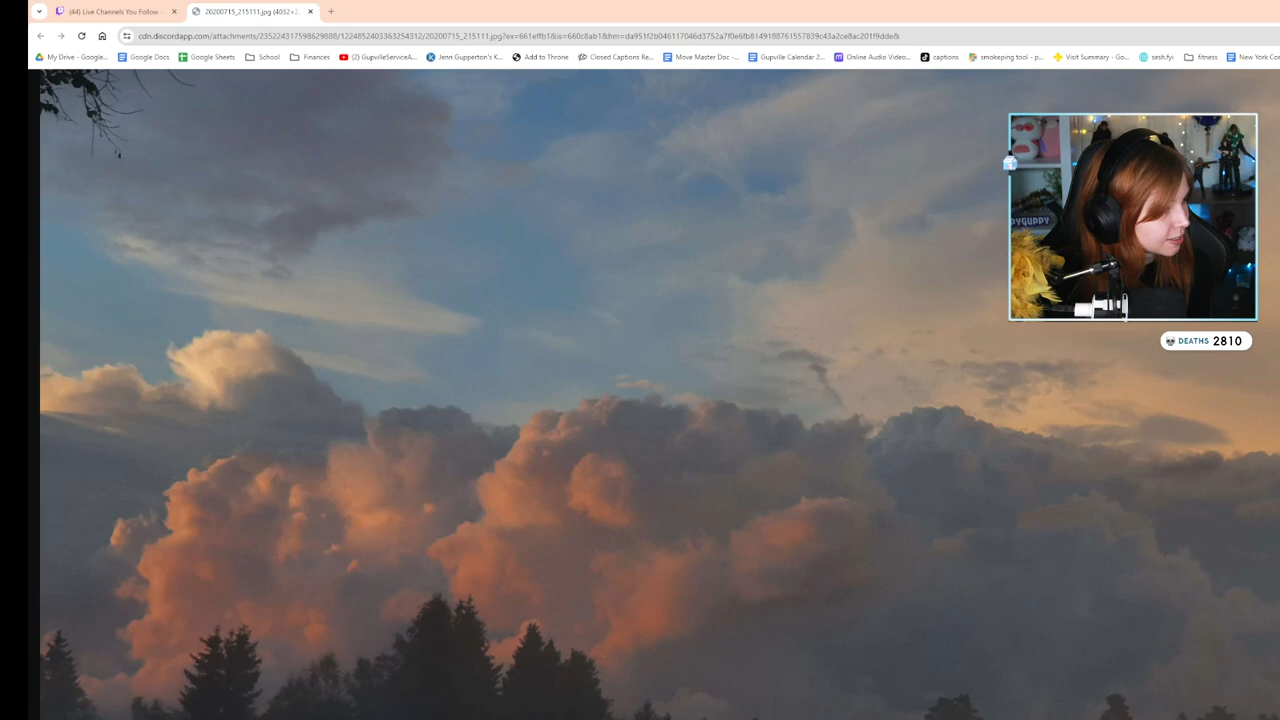 (44) Live Channels You Follow -
20200715_215111.jpg (4032×2
cdn.discordapp.com/attachments/235224317598629888/1224852403363254312/20200715_215111.jpg?ex=661effb1&is=660c8ab1&hm=da951f2b046117046d3752a7f0e6fb8149188761557839c43a2ce8ac201f9dde&
My Drive - Google...
Google Docs
Google Sheets
School
Finances
(2) GupvilleServiceA...
Jenn Gupperton's K...
Add to Throne
Closed Captions Re...
Move Master Doc -...
Gupville Calendar 2...
Online Audio Video...
captions
smokeping tool - p...
Visit Summary - Go...
sesh.fyi
fitness
New York Con
PYGUPPY
DEATHS 2810